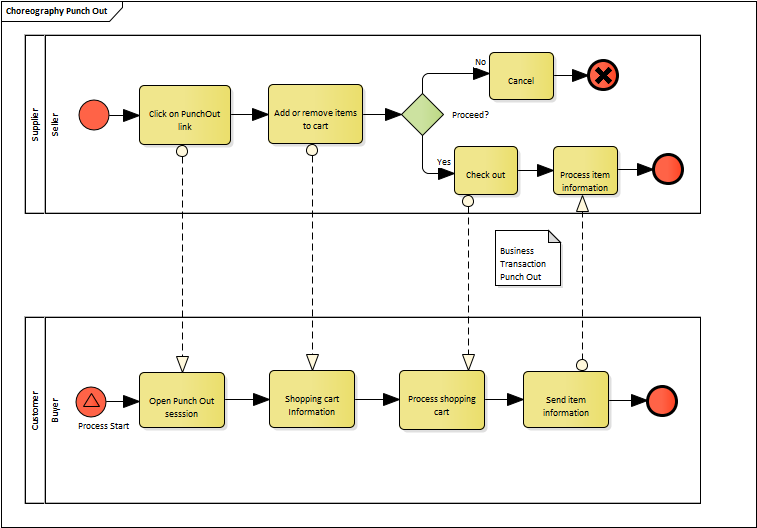 Choreography Punch Out
Supplier
Seller
Click on PunchOut
link
Add or remove items
to cart
Proceed?
No
Cancel
Yes
Check out
Process item
information
Business
Transaction
Punch Out
Customer
Buyer
Process Start
Open Punch Out
sesssion
Shopping cart
Information
Process shopping
cart
Send item
information